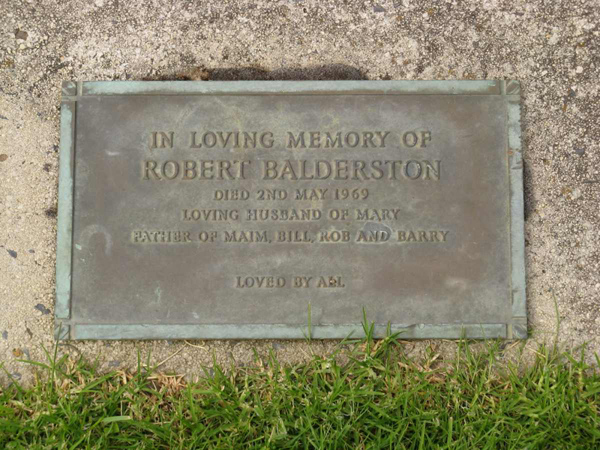 IN LOVING MEMORY OF
ROBERT BALDERSTON
DIED 2ND MAY 1969
LOVING HUSBAND OF MARY
FATHER OF MAIM, BILL, ROB AND BARRY
LOVED BY ALL